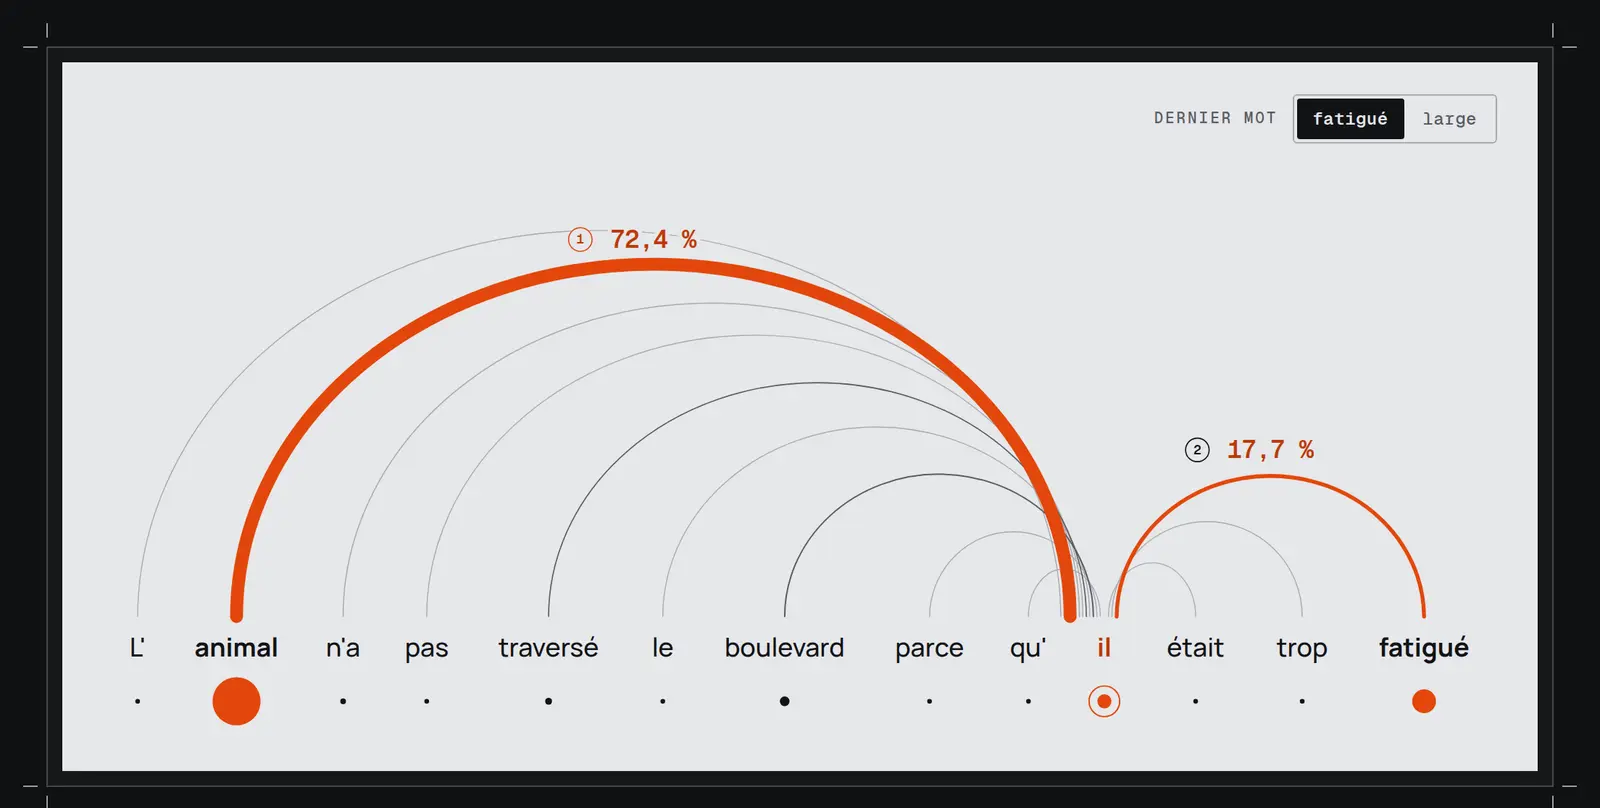 DERNIER MOT fatigué large
1 72,4 %
2 17,7 %
L' animal n'a pas traversé le boulevard parce qu' il était trop fatigué